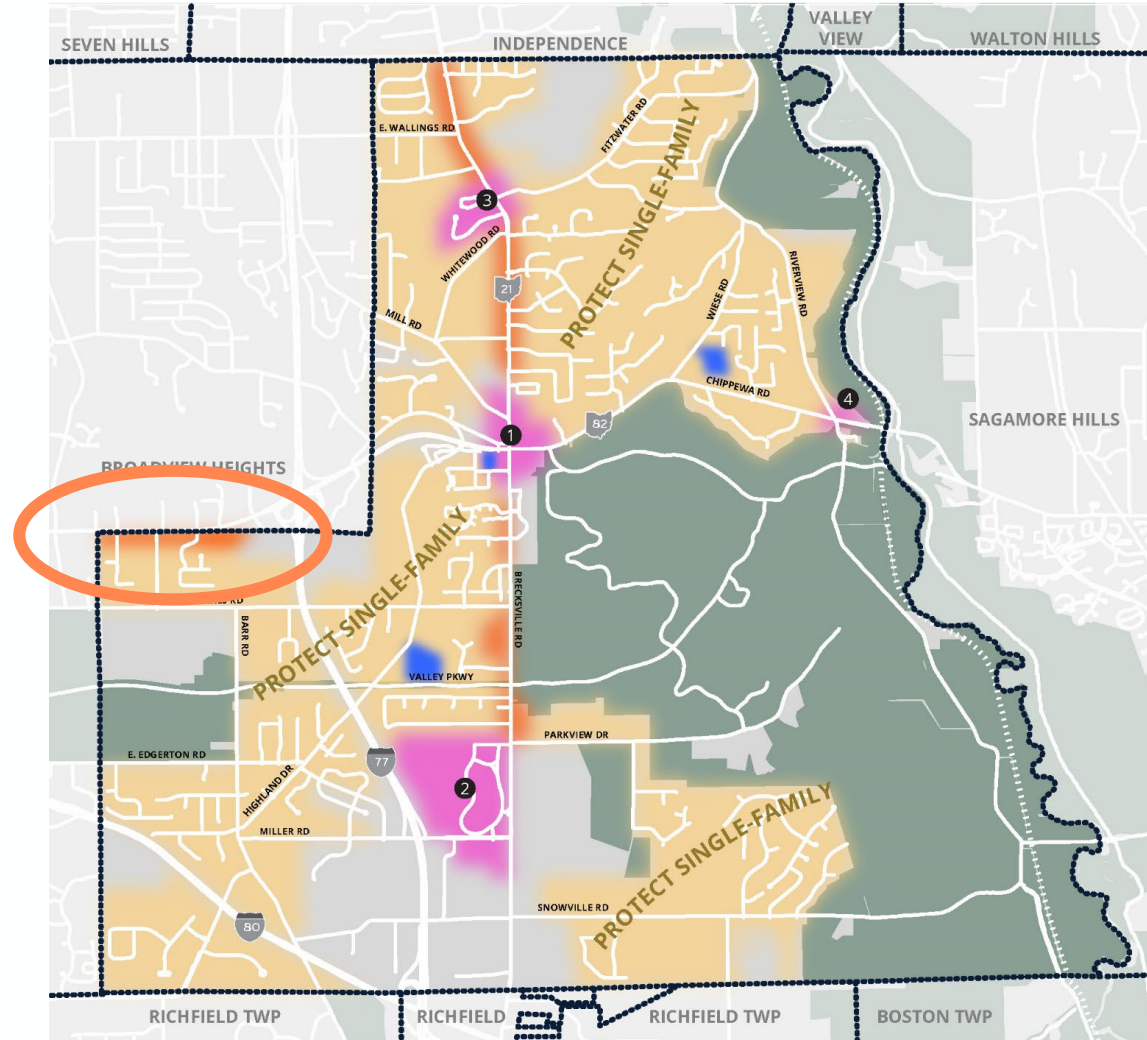 SEVEN HILLS
INDEPENDENCE
VALLEY
VIEW
WALTON HILLS
E. WALLINGS RD
FITZWATER RD
PROTECT SINGLE-FAMILY
3
WHITEWOOD RD
21
RIVERVIEW RD
WIESE RD
MILL RD
CHIPPEWA RD
4
82
1
SAGAMORE HILLS
BROADVIEW HEIGHTS
PROTECT SINGLE-FAMILY
BRECKSVILLE RD
RD
BARR RD
VALLEY PKWY
PARKVIEW DR
E. EDGERTON RD
77
HIGHLAND DR
2
MILLER RD
PROTECT SINGLE-FAMILY
SNOWVILLE RD
80
RICHFIELD TWP
RICHFIELD
RICHFIELD TWP
BOSTON TWP